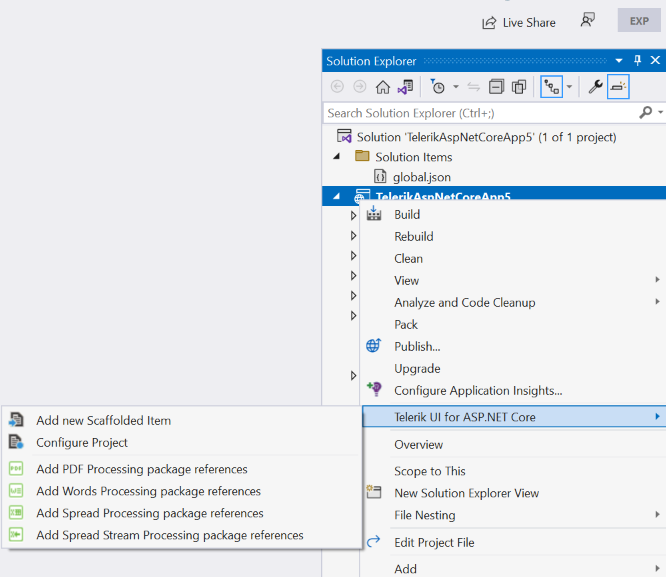 Live Share
EXP
Solution Explorer
Search Solution Explorer (Ctrl+;)
Solution 'TelerikAspNetCoreApp5' (1 of 1 project)
Solution Items
global.json
TelerikAspNetCoreApp5
Build
Rebuild
Clean
View
Analyze and Code Cleanup
Pack
Publish...
Upgrade
Configure Application Insights...
Telerik UI for ASP.NET Core
Overview
Scope to This
New Solution Explorer View
File Nesting
Edit Project File
Add
Add new Scaffolded Item
Configure Project
Add PDF Processing package references
Add Words Processing package references
Add Spread Processing package references
Add Spread Stream Processing package references